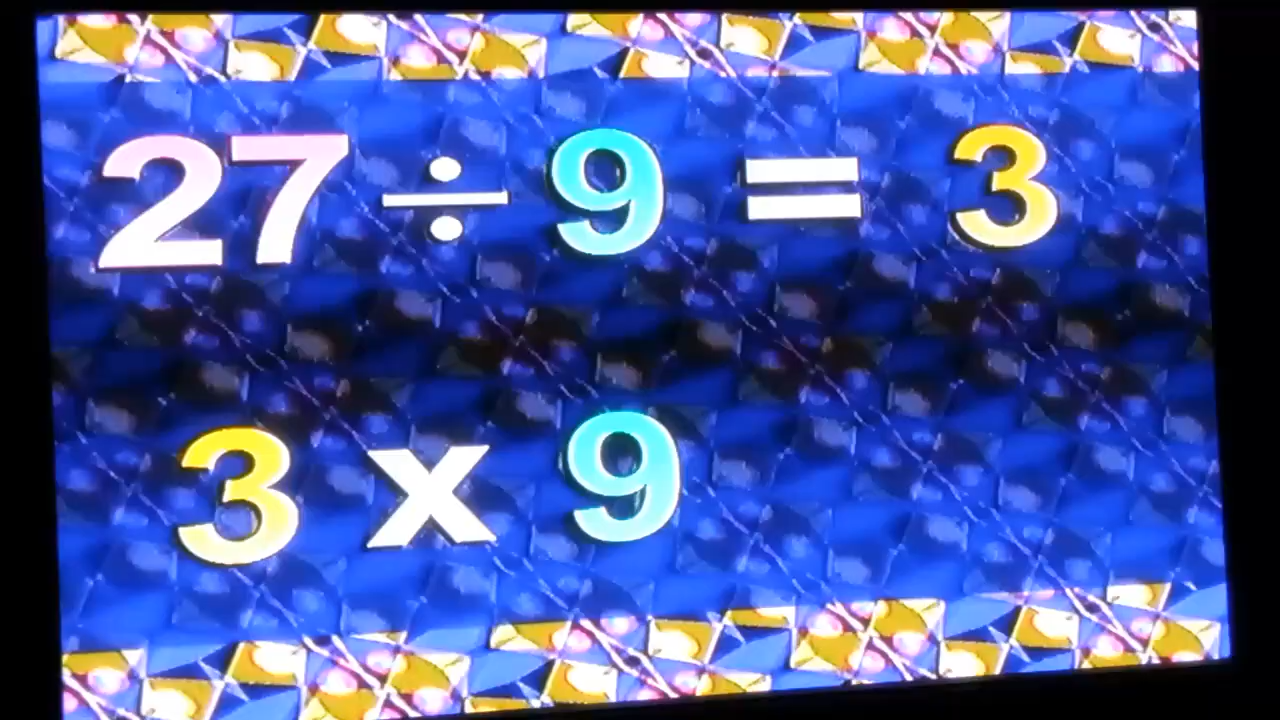 27 ÷ 9 = 3
3 x 9